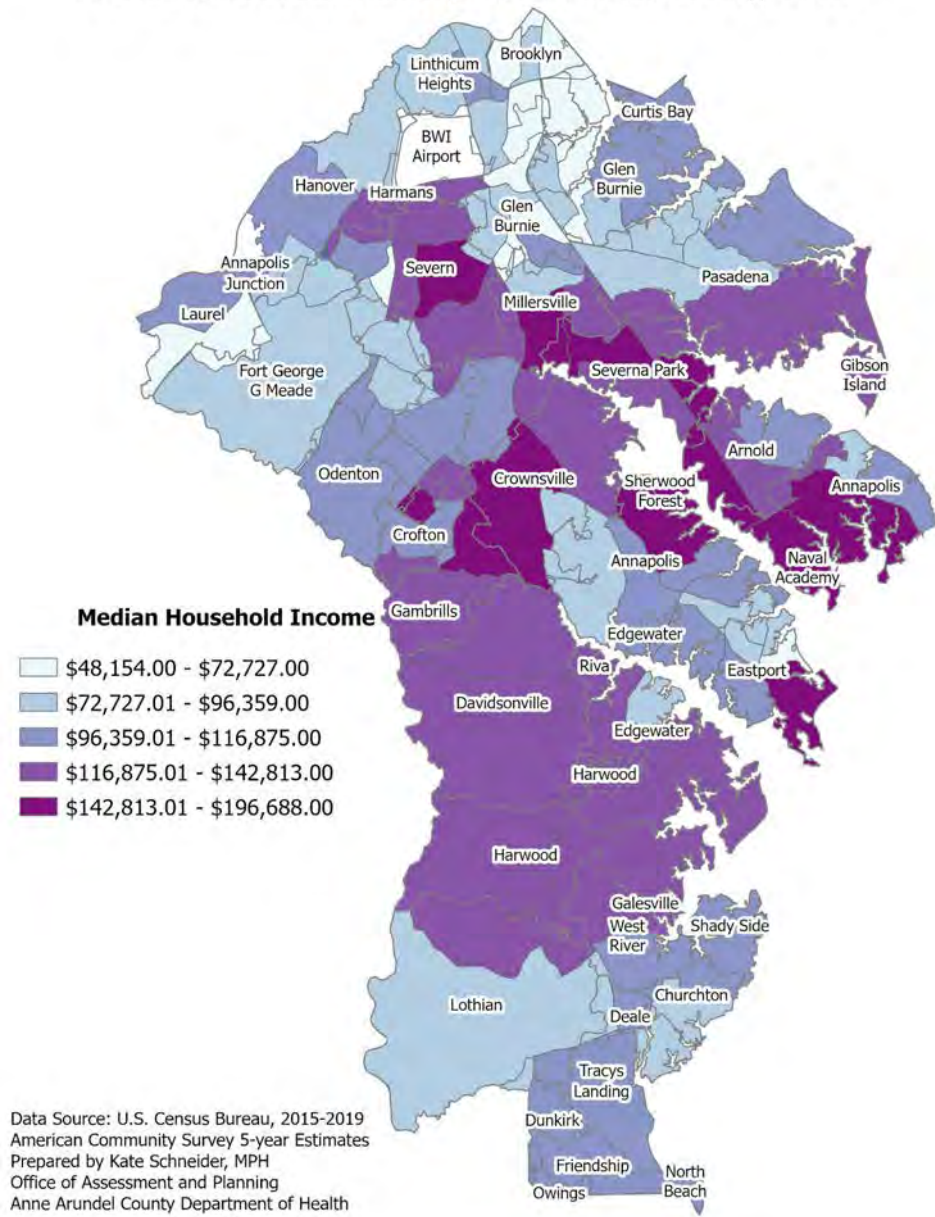 Brooklyn
Linthicum
Heights
Curtis Bay
BWI
Airport
Glen
Burnie
Hanover
Harmans
Glen
Burnie
Annapolis
Junction
Severn
Pasadena
Laurel
Millersville
Fort George
G Meade
Severna Park
Gibson
Island
Arnold
Odenton
Crownsville
Sherwood
Forest
Annapolis
Crofton
Annapolis
Naval
Academy
Median Household Income
$48,154.00 - $72,727.00
$72,727.01 - $96,359.00
$96,359.01 - $116,875.00
$116,875.01 - $142,813.00
$142,813.01 - $196,688.00
Gambrills
Edgewater
Riva
Eastport
Davidsonville
Edgewater
Harwood
Harwood
Galesville
West
River
Shady Side
Lothian
Churchton
Deale
Tracys
Landing
Dunkirk
Friendship
Owings
North
Beach
Data Source: U.S. Census Bureau, 2015-2019
American Community Survey 5-year Estimates
Prepared by Kate Schneider, MPH
Office of Assessment and Planning
Anne Arundel County Department of Health